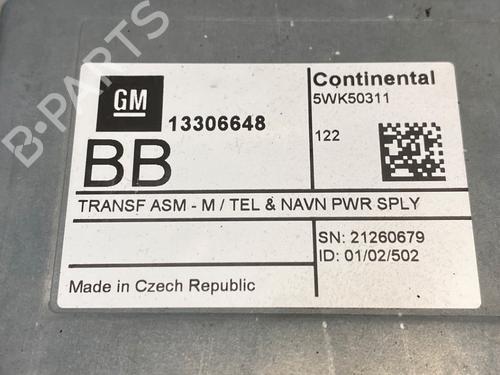 B-PARTS
GM
13306648
BB
Continental
5WK50311
122
TRANSF ASM - M / TEL & NAVN PWR SPLY
SN: 21260679
ID: 01/02/502
Made in Czech Republic